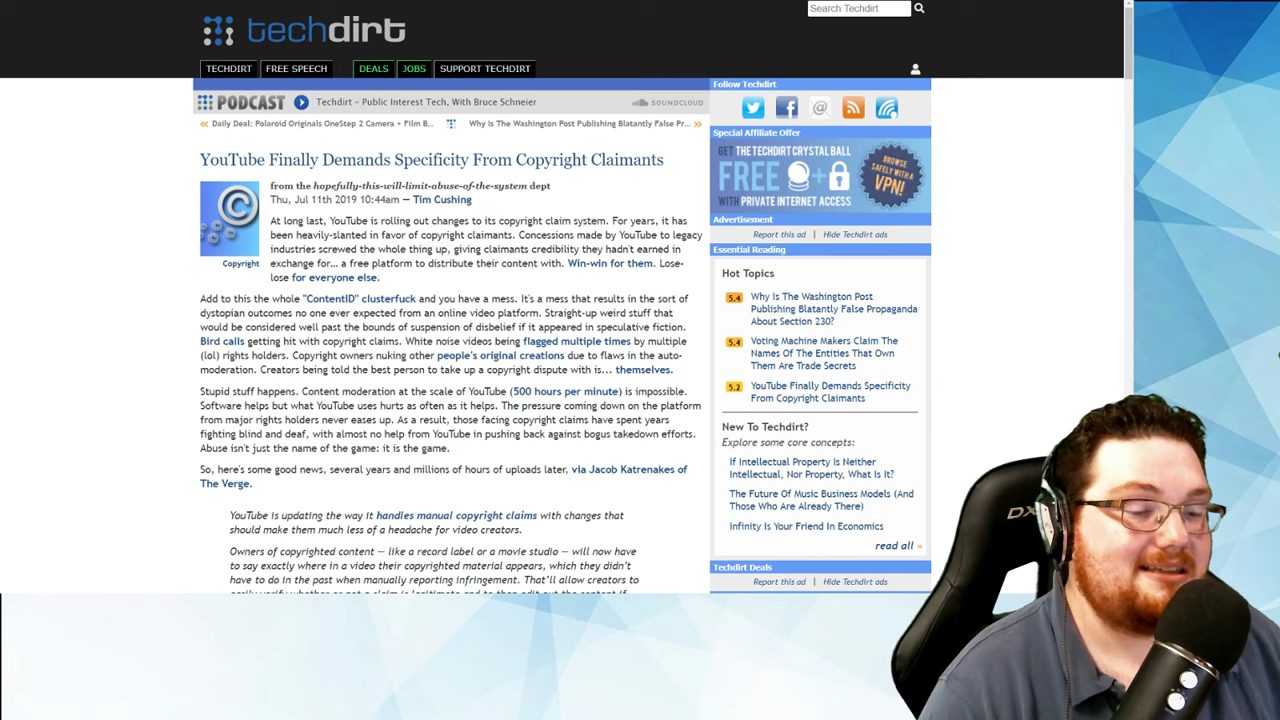 Search Techdirt
techdirt
TECHDIRT FREE SPEECH DEALS JOBS SUPPORT TECHDIRT
PODCAST Techdirt – Public Interest Tech, With Bruce Schneier SOUNDCLOUD
« Daily Deal: Polaroid Originals OneStep 2 Camera + Film B... Why Is The Washington Post Publishing Blatantly False Pr... »
YouTube Finally Demands Specificity From Copyright Claimants
from the hopefully-this-will-limit-abuse-of-the-system dept
Thu, Jul 11th 2019 10:44am — Tim Cushing
Copyright
At long last, YouTube is rolling out changes to its copyright claim system. For years, it has
been heavily-slanted in favor of copyright claimants. Concessions made by YouTube to legacy
industries screwed the whole thing up, giving claimants credibility they hadn't earned in
exchange for... a free platform to distribute their content with. Win-win for them. Lose-
lose for everyone else.
Add to this the whole "ContentID" clusterfuck and you have a mess. It's a mess that results in the sort of
dystopian outcomes no one ever expected from an online video platform. Straight-up weird stuff that
would be considered well past the bounds of suspension of disbelief if it appeared in speculative fiction.
Bird calls getting hit with copyright claims. White noise videos being flagged multiple times by multiple
(lol) rights holders. Copyright owners nuking other people's original creations due to flaws in the auto-
moderation. Creators being told the best person to take up a copyright dispute with is... themselves.
Stupid stuff happens. Content moderation at the scale of YouTube (500 hours per minute) is impossible.
Software helps but what YouTube uses hurts as often as it helps. The pressure coming down on the platform
from major rights holders never eases up. As a result, those facing copyright claims have spent years
fighting blind and deaf, with almost no help from YouTube in pushing back against bogus takedown efforts.
Abuse isn't just the name of the game: it is the game.
So, here's some good news, several years and millions of hours of uploads later, via Jacob Katrenakes of
The Verge.
YouTube is updating the way it handles manual copyright claims with changes that
should make them much less of a headache for video creators.
Owners of copyrighted content — like a record label or a movie studio — will now have
to say exactly where in a video their copyrighted material appears, which they didn't
have to do in the past when manually reporting infringement. That'll allow creators to
easily verify whether or not a claim is legitimate and to then edit out the content if
Follow Techdirt
Special Affiliate Offer
GET THE TECHDIRT CRYSTAL BALL
FREE +
WITH PRIVATE INTERNET ACCESS
BROWSE
SAFELY WITH A
VPN!
Advertisement
Report this ad | Hide Techdirt ads
Essential Reading
Hot Topics
5.4 Why Is The Washington Post
Publishing Blatantly False Propaganda
About Section 230?
5.4 Voting Machine Makers Claim The
Names Of The Entities That Own
Them Are Trade Secrets
5.2 YouTube Finally Demands Specificity
From Copyright Claimants
New To Techdirt?
Explore some core concepts:
If Intellectual Property Is Neither
Intellectual, Nor Property, What Is It?
The Future Of Music Business Models (And
Those Who Are Already There)
Infinity Is Your Friend In Economics
read all »
Techdirt Deals
Report this ad | Hide Techdirt ads
DX